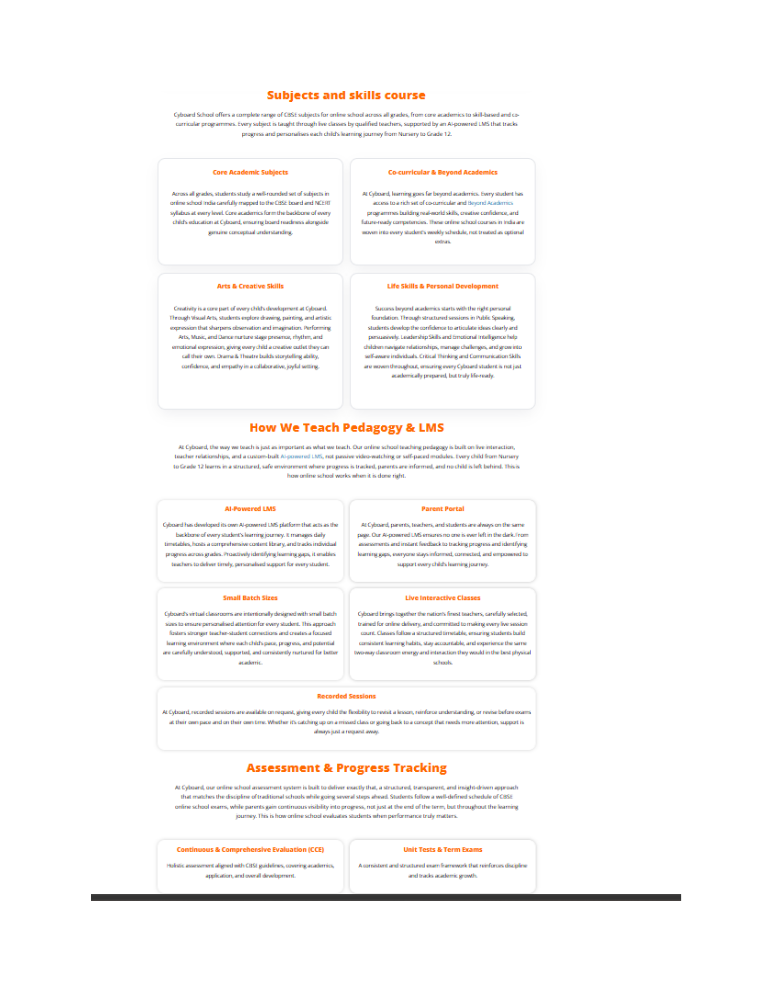 Subjects and skills course
Cyboard School offers a complete range of CBSE subjects for online school across all grades, from core academics to skill-based and co-
curricular programmes. Every subject is taught through live classes by qualified teachers, supported by an AI-powered LMS that tracks
progress and personalises each child's learning journey from Nursery to Grade 12.
Core Academic Subjects
Across all grades, students study a well-rounded set of subjects in
online school India carefully mapped to the CBSE board and NCERT
syllabus at every level. Core academics form the backbone of every
child's education at Cyboard, ensuring board readiness alongside
genuine conceptual understanding.
Co-curricular & Beyond Academics
At Cyboard, learning goes far beyond academics. Every student has
access to a rich set of co-curricular and Beyond Academics
programmes building real-world skills, creative confidence, and
future-ready competencies. These online school courses in India are
woven into every student's weekly schedule, not treated as optional
extras.
Arts & Creative Skills
Creativity is a core part of every child's development at Cyboard.
Through Visual Arts, students explore drawing, painting, and artistic
expression that sharpens observation and imagination. Performing
Arts, Music, and Dance nurture stage presence, rhythm, and
emotional expression, giving every child a creative outlet they can
call their own. Drama & Theatre builds storytelling ability,
confidence, and empathy in a collaborative, joyful setting.
Life Skills & Personal Development
Success beyond academics starts with the right personal
foundation. Through structured sessions in Public Speaking,
students develop the confidence to articulate ideas clearly and
persuasively. Leadership Skills and Emotional Intelligence help
children navigate relationships, manage challenges, and grow into
self-aware individuals. Critical Thinking and Communication Skills
are woven throughout, ensuring every Cyboard student is not just
academically prepared, but truly life-ready.
How We Teach Pedagogy & LMS
At Cyboard, the way we teach is just as important as what we teach. Our online school teaching pedagogy is built on live interaction,
teacher relationships, and a custom-built AI-powered LMS, not passive video-watching or self-paced modules. Every child from Nursery
to Grade 12 learns in a structured, safe environment where progress is tracked, parents are informed, and no child is left behind. This is
how online school works when it is done right.
AI-Powered LMS
Cyboard has developed its own AI-powered LMS platform that acts as the
backbone of every student's learning journey. It manages daily
timetables, hosts a comprehensive content library, and tracks individual
progress across grades. Proactively identifying learning gaps, it enables
teachers to deliver timely, personalised support for every student.
Parent Portal
At Cyboard, parents, teachers, and students are always on the same
page. Our AI-powered LMS ensures no one is ever left in the dark. From
assessments and instant feedback to tracking progress and identifying
learning gaps, everyone stays informed, connected, and empowered to
support every child's learning journey.
Small Batch Sizes
Cyboard's virtual classrooms are intentionally designed with small batch
sizes to ensure personalised attention for every student. This approach
fosters stronger teacher-student connections and creates a focused
learning environment where each child's pace, progress, and potential
are carefully understood, supported, and consistently nurtured for better
academic.
Live Interactive Classes
Cyboard brings together the nation's finest teachers, carefully selected,
trained for online delivery, and committed to making every live session
count. Classes follow a structured timetable, ensuring students build
consistent learning habits, stay accountable, and experience the same
two-way classroom energy and interaction they would in the best physical
schools.
Recorded Sessions
At Cyboard, recorded sessions are available on request, giving every child the flexibility to revisit a lesson, reinforce understanding, or revise before exams
at their own pace and on their own time. Whether it's catching up on a missed class or going back to a concept that needs more attention, support is
always just a request away.
Assessment & Progress Tracking
At Cyboard, our online school assessment system is built to deliver exactly that, a structured, transparent, and insight-driven approach
that matches the discipline of traditional schools while going several steps ahead. Students follow a well-defined schedule of CBSE
online school exams, while parents gain continuous visibility into progress, not just at the end of the term, but throughout the learning
journey. This is how online school evaluates students when performance truly matters.
Continuous & Comprehensive Evaluation (CCE)
Holistic assessment aligned with CBSE guidelines, covering academics,
application, and overall development.
Unit Tests & Term Exams
A consistent and structured exam framework that reinforces discipline
and tracks academic growth.